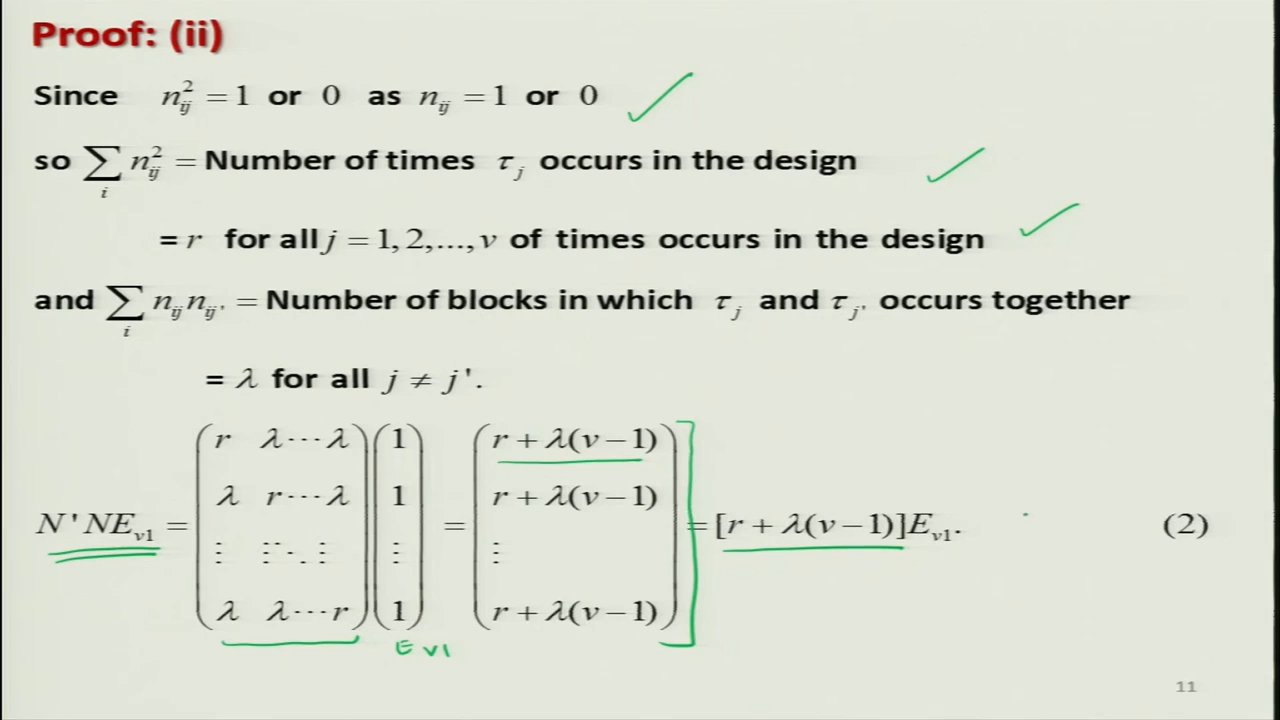 Proof: (ii)
Since n_{ij}^2 = 1 or 0 as n_{ij} = 1 or 0
so ∑_i n_{ij}^2 = Number of times τ_j occurs in the design
= r for all j = 1, 2,..., v of times occurs in the design
and ∑_i n_{ij} n_{ij'} = Number of blocks in which τ_j and τ_{j'} occurs together
= λ for all j ≠ j'.
N'NE_{v1} = (r λ⋯λ; λ r⋯λ; ⋮ ⋮⋱⋮; λ λ⋯r)(1; 1; ⋮; 1) = (r + λ(v−1); r + λ(v−1); ⋮; r + λ(v−1)) = [r + λ(v−1)]E_{v1}. (2)
E v1
11